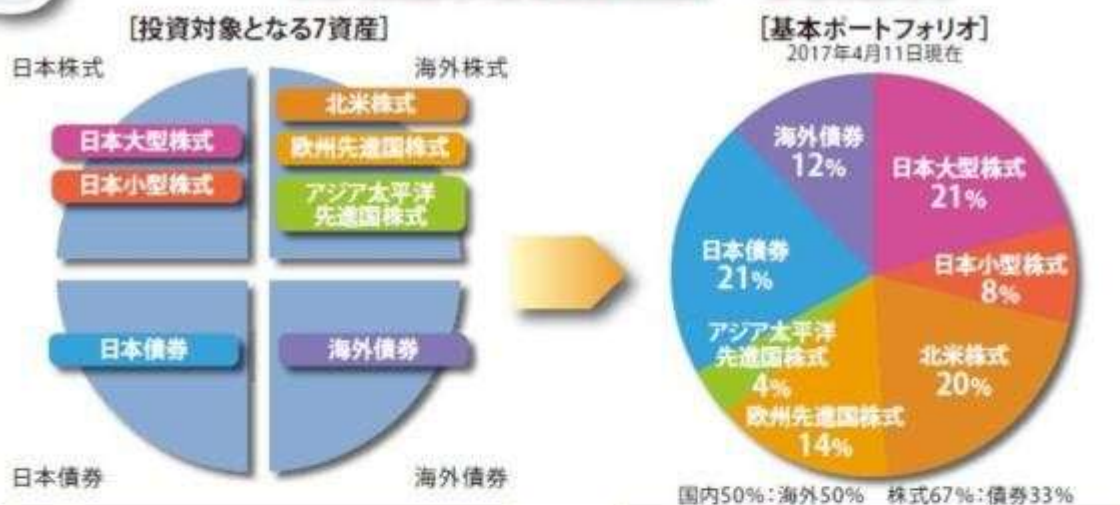 [投資対象となる7資産]
日本株式
海外株式
北米株式
日本大型株式
欧州先進国株式
日本小型株式
アジア太平洋
先進国株式
日本債券
海外債券
日本債券
海外債券
[基本ポートフォリオ]
2017年4月11日現在
海外債券
12%
日本大型株式
21%
日本債券
21%
日本小型株式
8%
アジア太平洋
先進国株式
4%
北米株式
20%
欧州先進国株式
14%
国内50%:海外50% 株式67%:債券33%